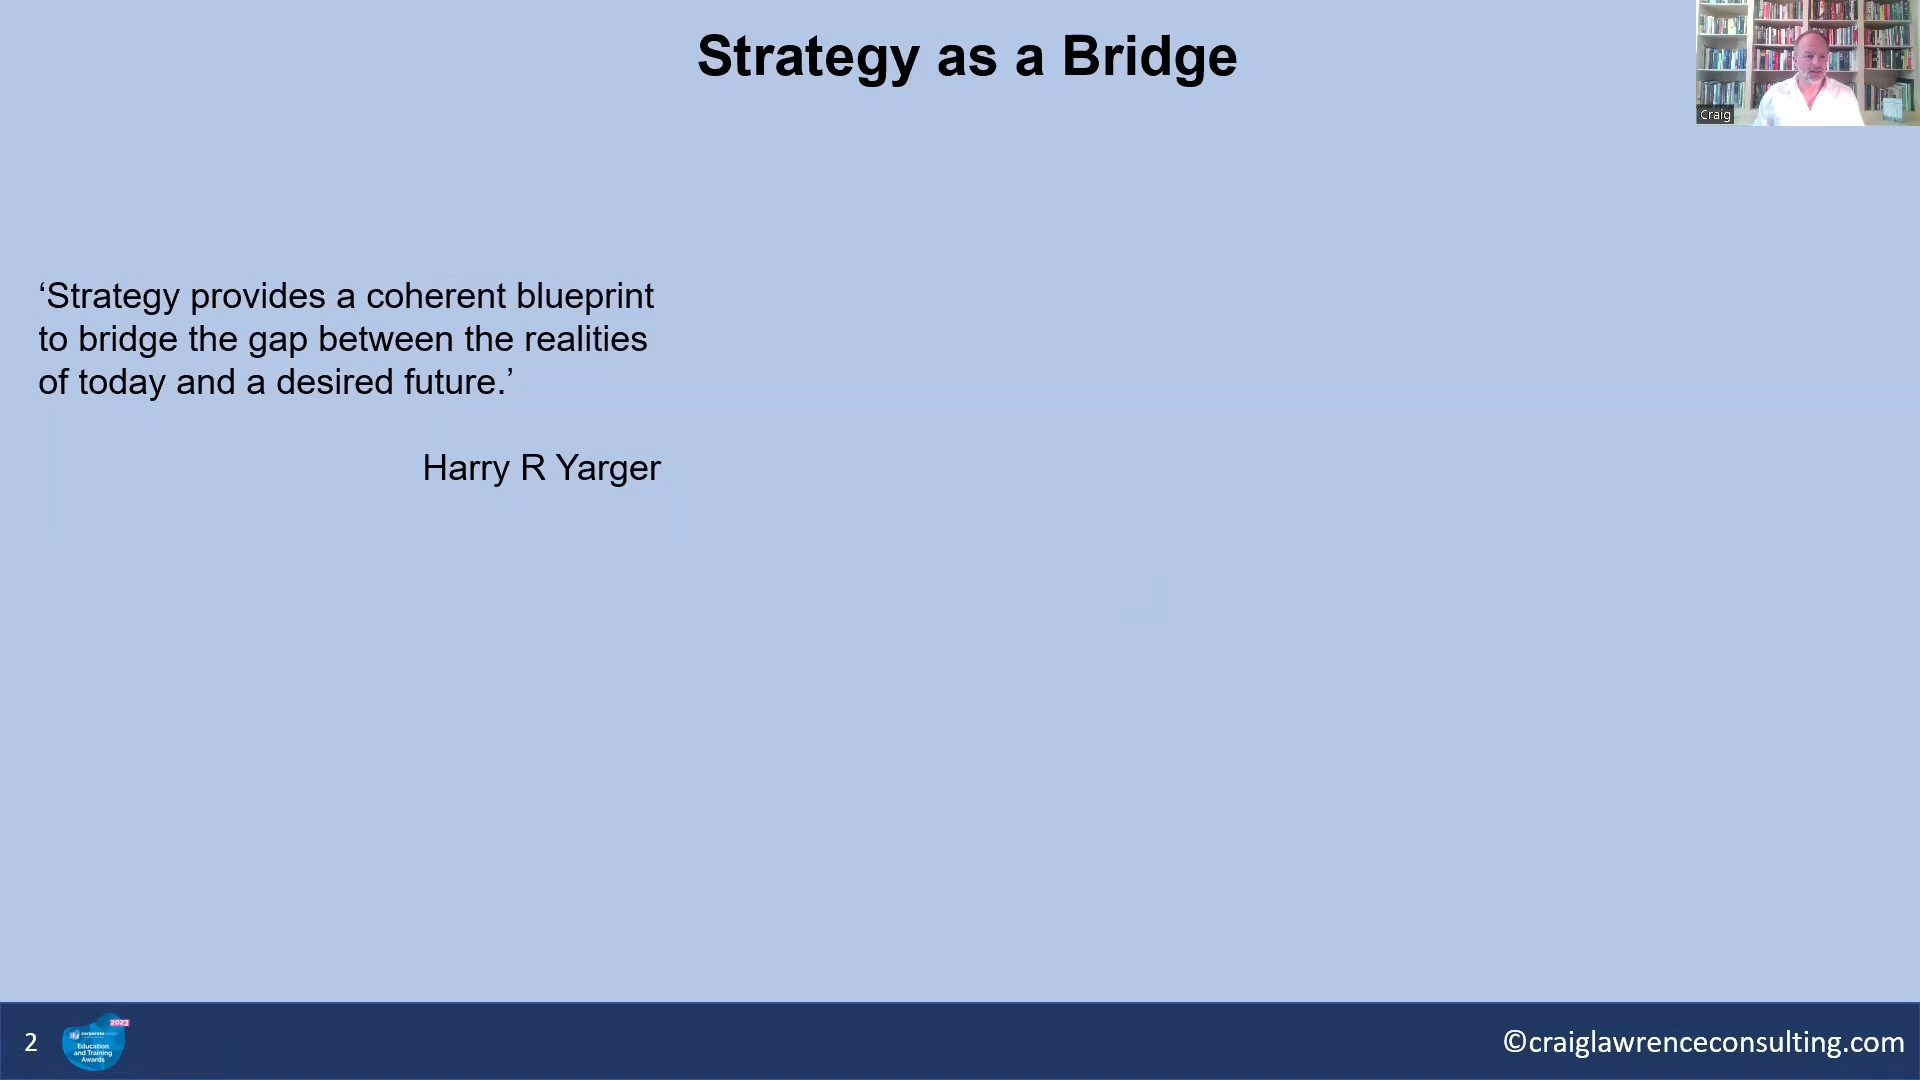 Strategy as a Bridge
Craig
‘Strategy provides a coherent blueprint
to bridge the gap between the realities
of today and a desired future.’
Harry R Yarger
2
2023
corporate
Education
and Training
Awards
©craiglawrenceconsulting.com